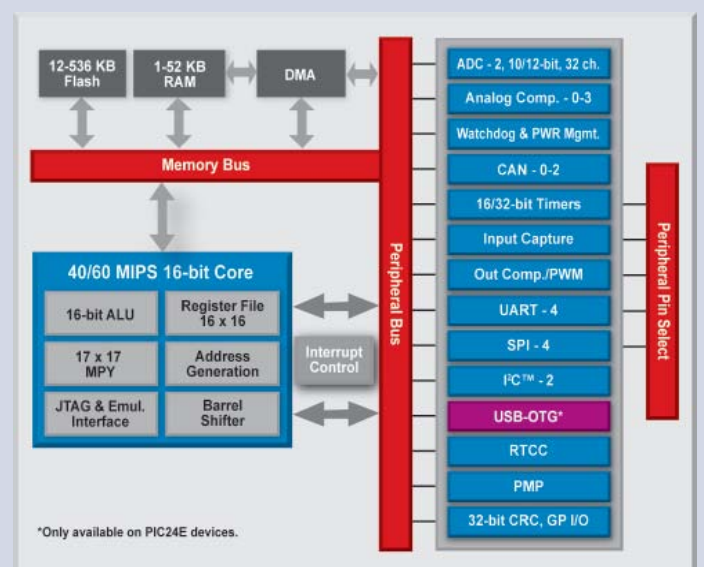 12-536 KB
Flash
1-52 KB
RAM
DMA
Memory Bus
40/60 MIPS 16-bit Core
16-bit ALU
Register File
16 x 16
17 x 17
MPY
Address
Generation
JTAG & Emul.
Interface
Barrel
Shifter
Interrupt
Control
Peripheral Bus
ADC - 2, 10/12-bit, 32 ch.
Analog Comp. - 0-3
Watchdog & PWR Mgmt.
CAN - 0-2
16/32-bit Timers
Input Capture
Out Comp./PWM
UART - 4
SPI - 4
I²C™ - 2
USB-OTG*
RTCC
PMP
32-bit CRC, GP I/O
Peripheral Pin Select
*Only available on PIC24E devices.